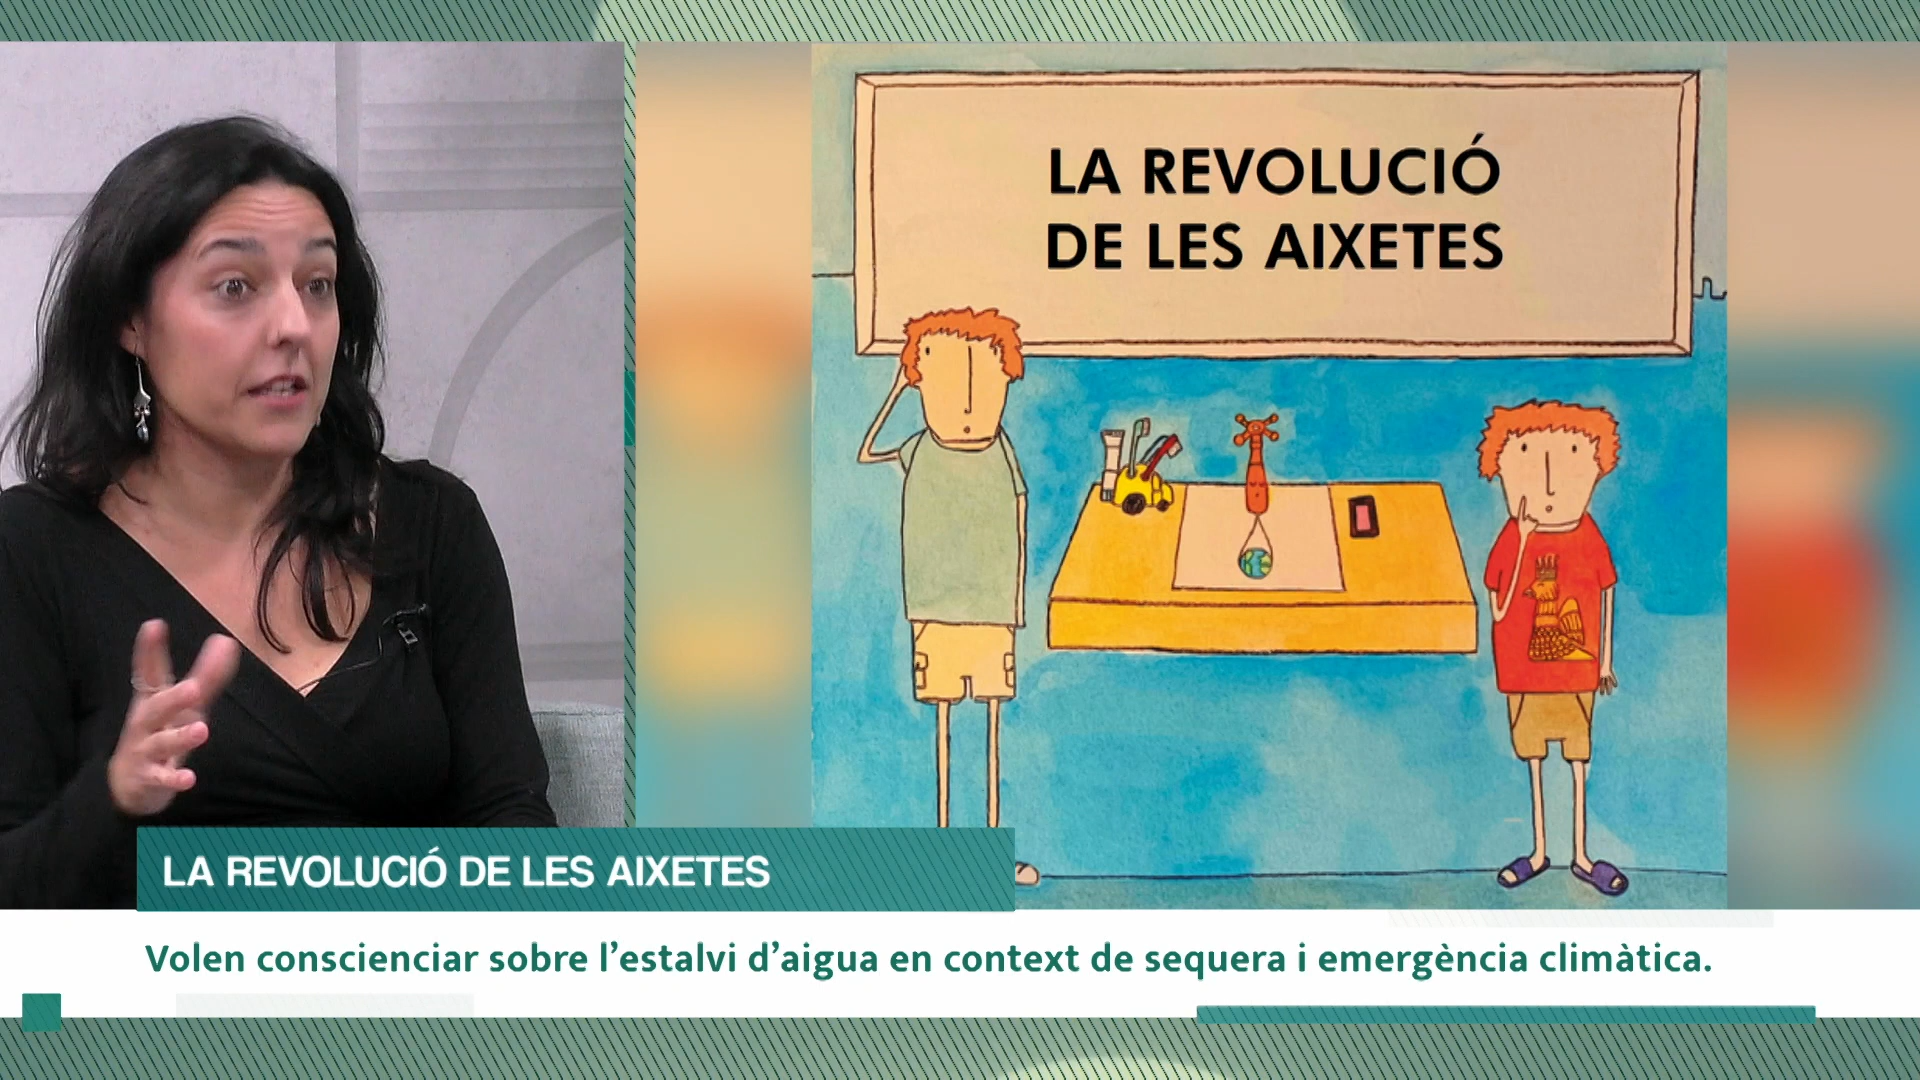 LA REVOLUCIÓ
DE LES AIXETES
LA REVOLUCIÓ DE LES AIXETES
Volen conscienciar sobre l'estalvi d'aigua en context de sequera i emergència climàtica.